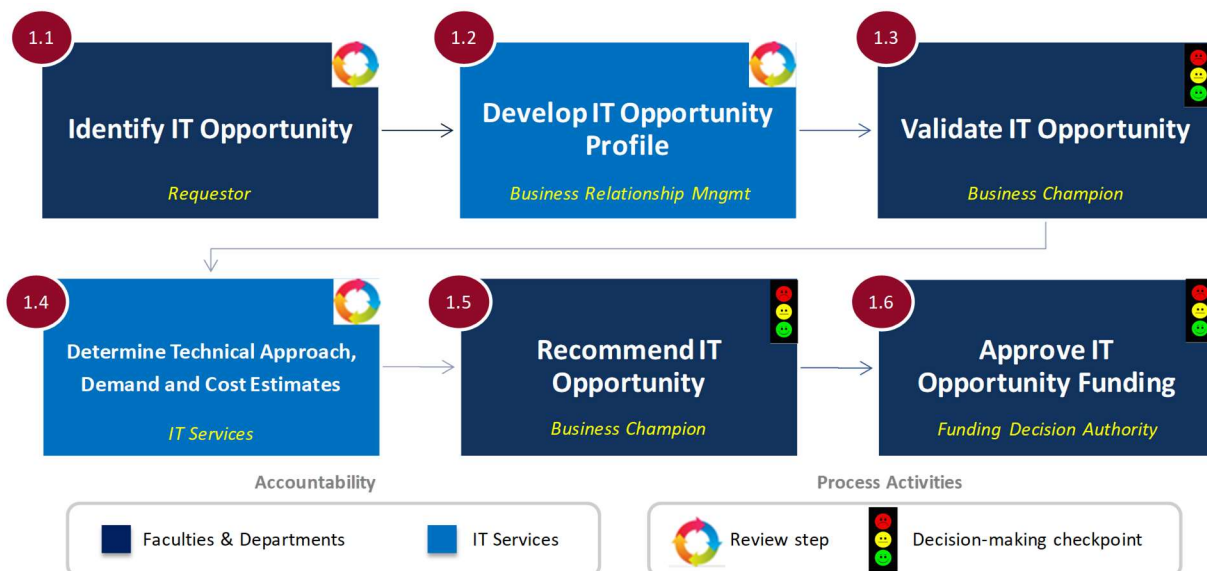 1.1
Identify IT Opportunity
Requestor
1.2
Develop IT Opportunity
Profile
Business Relationship Mngmt
1.3
Validate IT Opportunity
Business Champion
1.4
Determine Technical Approach,
Demand and Cost Estimates
IT Services
1.5
Recommend IT
Opportunity
Business Champion
1.6
Approve IT
Opportunity Funding
Funding Decision Authority
Accountability
Faculties & Departments
IT Services
Process Activities
Review step
Decision-making checkpoint